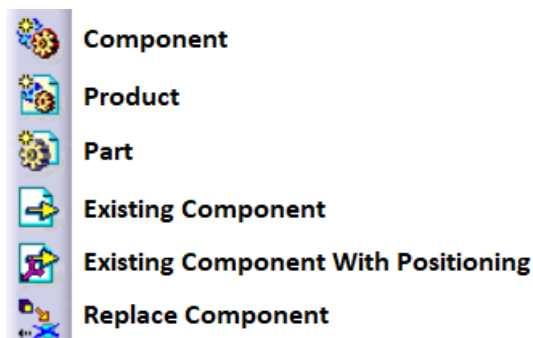 Component
Product
Part
Existing Component
Existing Component With Positioning
Replace Component